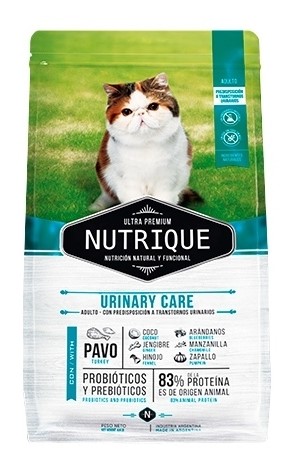 ADULTO
PREDISPOSICIÓN
A TRANSTORNOS
URINARIOS
ULTRA PREMIUM
NUTRIQUE
NUTRICIÓN NATURAL Y FUNCIONAL
URINARY CARE
ADULTO - CON PREDISPOSICIÓN A TRANSTORNOS URINARIOS
CON / WITH
PAVO
TURKEY
COCO
COCONUT
JENGIBRE
GINGER
HINOJO
FENNEL
ARÁNDANOS
BLUEBERRIES
MANZANILLA
CHAMOMILE
ZAPALLO
PUMPKIN
PROBIÓTICOS
Y PREBIÓTICOS
PROBIOTICS AND PREBIOTICS
83% DE LA PROTEÍNA
ES DE ORIGEN ANIMAL
83% ANIMAL PROTEIN
N
PESO NETO
INDUSTRIA ARGENTINA
MADE IN ARGENTINA